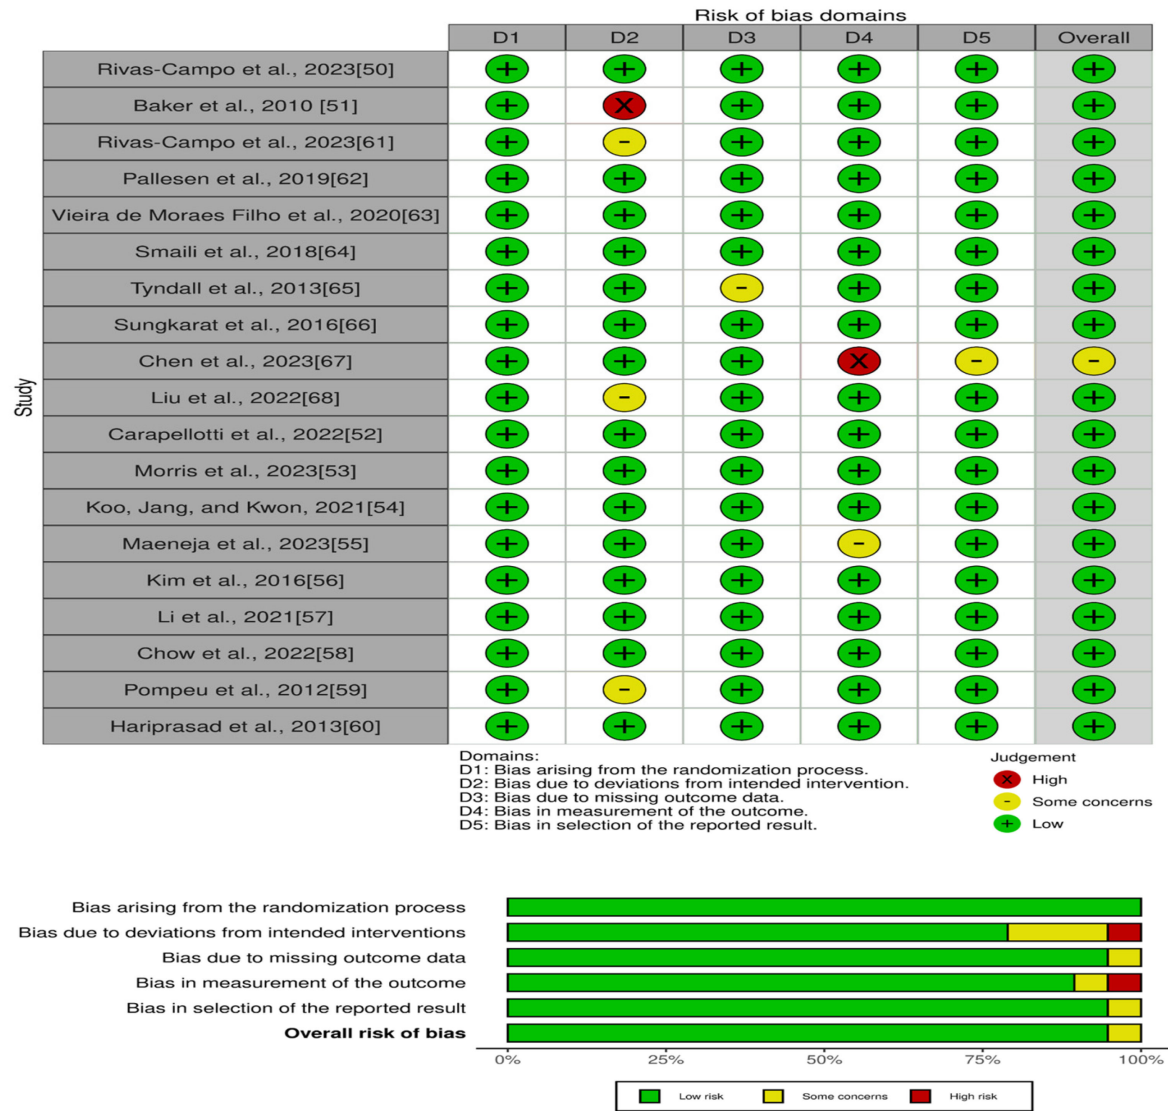 Risk of bias domains
D1 D2 D3 D4 D5 Overall
Study
Rivas-Campo et al., 2023[50] + + + + + +
Baker et al., 2010 [51] + X + + + +
Rivas-Campo et al., 2023[61] + - + + + +
Pallesen et al., 2019[62] + + + + + +
Vieira de Moraes Filho et al., 2020[63] + + + + + +
Smaili et al., 2018[64] + + + + + +
Tyndall et al., 2013[65] + + - + + +
Sungkarat et al., 2016[66] + + + + + +
Chen et al., 2023[67] + + + X - -
Liu et al., 2022[68] + - + + + +
Carapellotti et al., 2022[52] + + + + + +
Morris et al., 2023[53] + + + + + +
Koo, Jang, and Kwon, 2021[54] + + + + + +
Maeneja et al., 2023[55] + + + - + +
Kim et al., 2016[56] + + + + + +
Li et al., 2021[57] + + + + + +
Chow et al., 2022[58] + + + + + +
Pompeu et al., 2012[59] + - + + + +
Hariprasad et al., 2013[60] + + + + + +
Domains:
D1: Bias arising from the randomization process.
D2: Bias due to deviations from intended intervention.
D3: Bias due to missing outcome data.
D4: Bias in measurement of the outcome.
D5: Bias in selection of the reported result.
Judgement
X High
- Some concerns
+ Low
Bias arising from the randomization process
Bias due to deviations from intended interventions
Bias due to missing outcome data
Bias in measurement of the outcome
Bias in selection of the reported result
Overall risk of bias
0% 25% 50% 75% 100%
Low risk Some concerns High risk